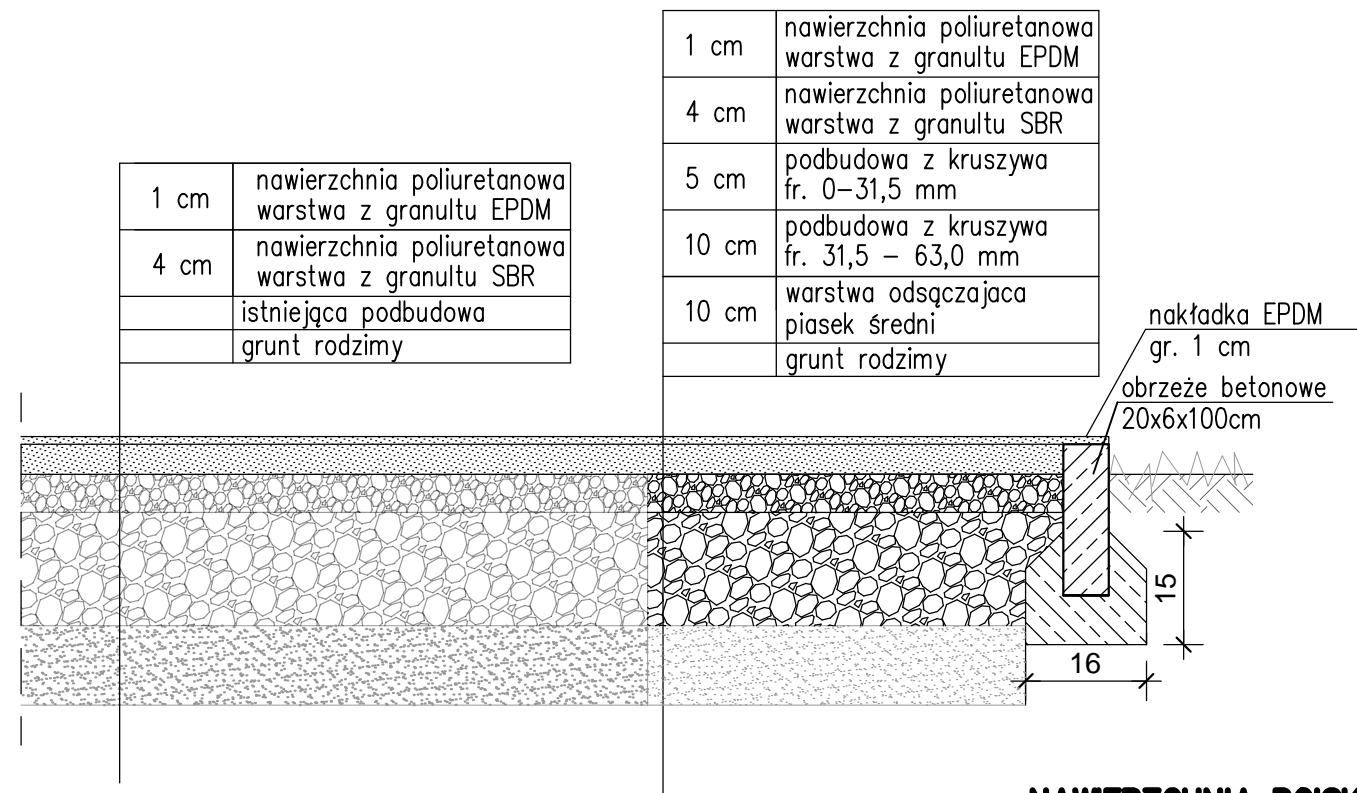 1 cm
nawierzchnia poliuretanowa
warstwa z granultu EPDM
4 cm
nawierzchnia poliuretanowa
warstwa z granultu SBR
istniejąca podbudowa
grunt rodzimy
1 cm
nawierzchnia poliuretanowa
warstwa z granultu EPDM
4 cm
nawierzchnia poliuretanowa
warstwa z granultu SBR
5 cm
podbudowa z kruszywa
fr. 0–31,5 mm
10 cm
podbudowa z kruszywa
fr. 31,5 – 63,0 mm
10 cm
warstwa odsączajaca
piasek średni
grunt rodzimy
nakładka EPDM
gr. 1 cm
obrzeże betonowe
20x6x100cm
15
16